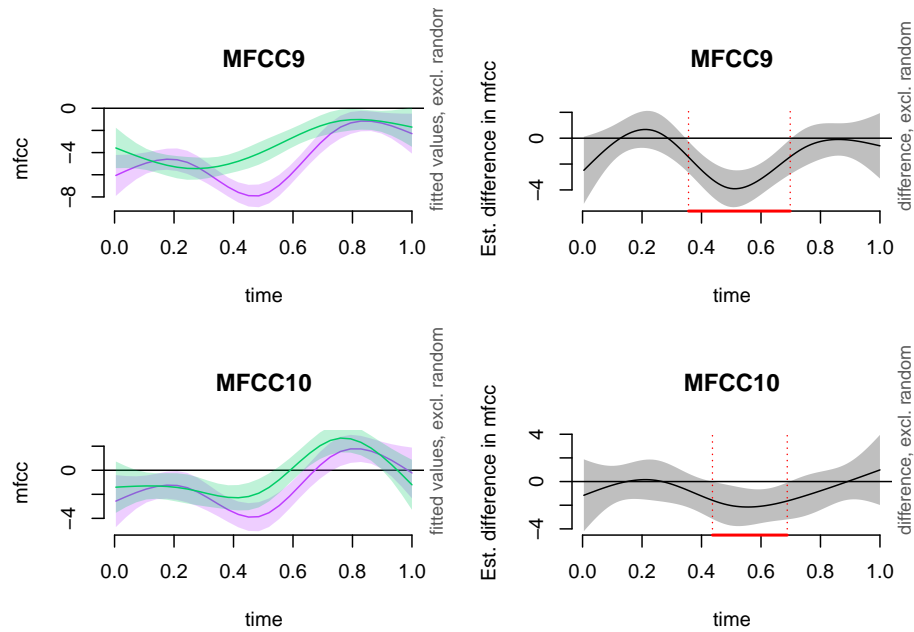 MFCC9
mfcc
0
−4
−8
0.0 0.2 0.4 0.6 0.8 1.0
time
fitted values, excl. random
MFCC9
Est. difference in mfcc
0
−4
0.0 0.2 0.4 0.6 0.8 1.0
time
difference, excl. random
MFCC10
mfcc
0
−4
0.0 0.2 0.4 0.6 0.8 1.0
time
fitted values, excl. random
MFCC10
Est. difference in mfcc
4
0
−4
0.0 0.2 0.4 0.6 0.8 1.0
time
difference, excl. random